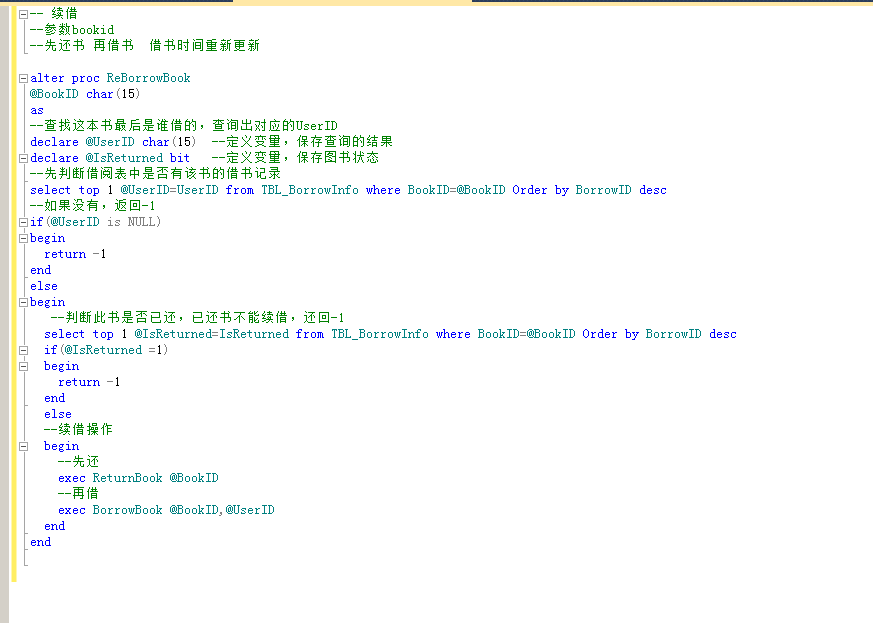 -- 续借
--参数bookid
--先还书 再借书  借书时间重新更新
alter proc ReBorrowBook
@BookID char(15)
as
--查找这本书最后是谁借的，查询出对应的UserID
declare @UserID char(15)  --定义变量，保存查询的结果
declare @IsReturned bit   --定义变量，保存图书状态
--先判断借阅表中是否有该书的借书记录
select top 1 @UserID=UserID from TBL_BorrowInfo where BookID=@BookID Order by BorrowID desc
--如果没有，返回-1
if(@UserID is NULL)
begin
  return -1
end
else
begin
   --判断此书是否已还，已还书不能续借，还回-1
  select top 1 @IsReturned=IsReturned from TBL_BorrowInfo where BookID=@BookID Order by BorrowID desc
  if(@IsReturned =1)
  begin
    return -1
  end
  else
  --续借操作
  begin
    --先还
    exec ReturnBook @BookID
    --再借
    exec BorrowBook @BookID,@UserID
  end
end